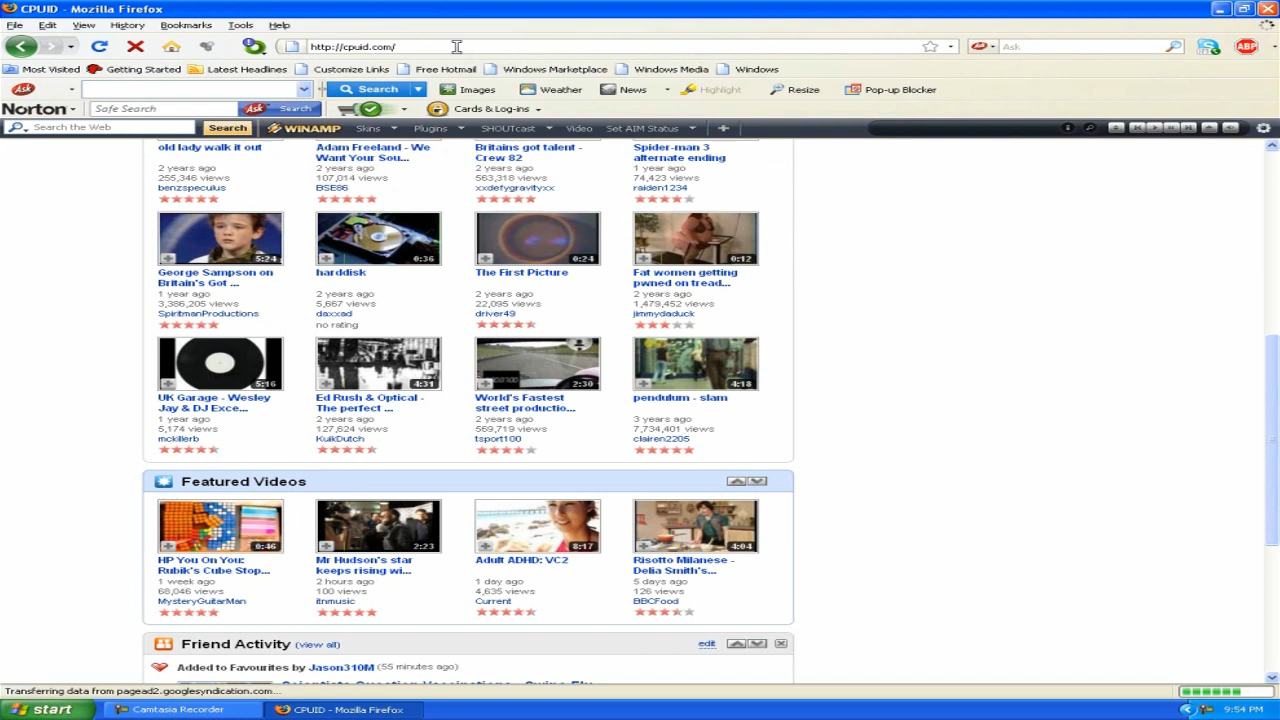 CPUID - Mozilla Firefox
File Edit View History Bookmarks Tools Help
http://cpuid.com/
Ask
Most Visited Getting Started Latest Headlines Customize Links Free Hotmail Windows Marketplace Windows Media Windows
Ask Search Images Weather News Highlight Resize Pop-up Blocker
Norton Safe Search Ask Search Cards & Log-ins
Search the Web Search WINAMP Skins Plugins SHOUTcast Video Set AIM Status
old lady walk it out
2 years ago
255,346 views
benzspeculus
Adam Freeland - We
Want Your Sou...
2 years ago
107,014 views
BSE86
Britains got talent -
Crew 82
2 years ago
563,318 views
xxdefygravityxx
Spider-man 3
alternate ending
1 year ago
74,423 views
raiden1234
5:24
George Sampson on
Britain's Got ...
1 year ago
3,386,205 views
SpiritmanProductions
0:36
harddisk
2 years ago
5,667 views
daxxad
no rating
0:24
The First Picture
2 years ago
22,095 views
driver49
0:12
Fat women getting
pwned on tread...
2 years ago
1,479,452 views
jimmydaduck
5:16
UK Garage - Wesley
Jay & DJ Exce...
1 year ago
5,174 views
mckillerb
4:31
Ed Rush & Optical -
The perfect ...
2 years ago
127,624 views
KuikDutch
2:30
World's Fastest
street productio...
2 years ago
569,719 views
tsport100
4:18
pendulum - slam
3 years ago
7,734,401 views
clairen2205
Featured Videos
0:46
HP You On You:
Rubik's Cube Stop...
1 week ago
68,046 views
MysteryGuitarMan
2:23
Mr Hudson's star
keeps rising wi...
2 hours ago
100 views
itnmusic
8:17
Adult ADHD: VC2
1 day ago
4,635 views
Current
4:04
Risotto Milanese -
Delia Smith's...
5 days ago
126 views
BBCFood
Friend Activity (view all) edit
Added to Favourites by Jason310M (55 minutes ago)
Scientists Question Vaccinations - Swine Flu
Transferring data from pagead2.googlesyndication.com...
start Camtasia Recorder CPUID - Mozilla Firefox 9:54 PM